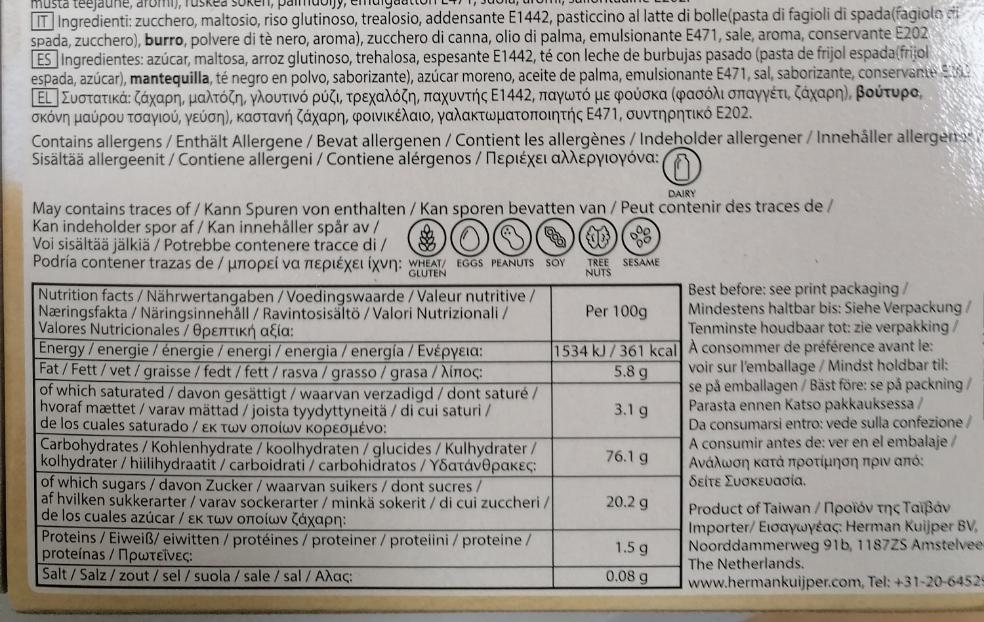 musta teejauhe, aromi), ruskea sokeri, palmuöljy,
IT Ingredienti: zucchero, maltosio, riso glutinoso, trealosio, addensante E1442, pasticcino al latte di bolle(pasta di fagioli di spada(fagiolo di
spada, zucchero), burro, polvere di tè nero, aroma), zucchero di canna, olio di palma, emulsionante E471, sale, aroma, conservante E202
ES Ingredientes: azúcar, maltosa, arroz glutinoso, trehalosa, espesante E1442, té con leche de burbujas pasado (pasta de frijol espada(frijol
espada, azúcar), mantequilla, té negro en polvo, saborizante), azúcar moreno, aceite de palma, emulsionante E471, sal, saborizante, conservante
EL Συστατικά: ζάχαρη, μαλτόζη, γλουτινό ρύζι, τρεχαλόζη, παχυντής E1442, παγωτό με φούσκα (φασόλι σπαγγέτι, ζάχαρη), βούτυρο,
σκόνη μαύρου τσαγιού, γεύση), καστανή ζάχαρη, φοινικέλαιο, γαλακτωματοποιητής E471, συντηρητικό E202.
Contains allergens / Enthält Allergene / Bevat allergenen / Contient les allergènes / Indeholder allergener / Innehåller allergener /
Sisältää allergeenit / Contiene allergeni / Contiene alérgenos / Περιέχει αλλεργιογόνα:
DAIRY
May contains traces of / Kann Spuren von enthalten / Kan sporen bevatten van / Peut contenir des traces de /
Kan indeholder spor af / Kan innehåller spår av /
Voi sisältää jälkiä / Potrebbe contenere tracce di /
Podría contener trazas de / μπορεί να περιέχει ίχνη: WHEAT/ EGGS PEANUTS SOY TREE SESAME
GLUTEN NUTS
Nutrition facts / Nährwertangaben / Voedingswaarde / Valeur nutritive /
Næringsfakta / Näringsinnehåll / Ravintosisältö / Valori Nutrizionali /
Valores Nutricionales / θρεπτική αξία:
Per 100g
Energy / energie / énergie / energi / energia / energía / Ενέργεια: 1534 kJ / 361 kcal
Fat / Fett / vet / graisse / fedt / fett / rasva / grasso / grasa / λίπος: 5.8 g
of which saturated / davon gesättigt / waarvan verzadigd / dont saturé /
hvoraf mættet / varav mättad / joista tyydyttyneitä / di cui saturi /
de los cuales saturado / εκ των οποίων κορεσμένο:
3.1 g
Carbohydrates / Kohlenhydrate / koolhydraten / glucides / Kulhydrater /
kolhydrater / hiilihydraatit / carboidrati / carbohidratos / Υδατάνθρακες:
76.1 g
of which sugars / davon Zucker / waarvan suikers / dont sucres /
af hvilken sukkerarter / varav sockerarter / minkä sokerit / di cui zuccheri /
de los cuales azúcar / εκ των οποίων ζάχαρη:
20.2 g
Proteins / Eiweiß/ eiwitten / protéines / proteiner / proteiini / proteine /
proteínas / Πρωτεΐνες:
1.5 g
Salt / Salz / zout / sel / suola / sale / sal / Αλας: 0.08 g
Best before: see print packaging /
Mindestens haltbar bis: Siehe Verpackung /
Tenminste houdbaar tot: zie verpakking /
À consommer de préférence avant le:
voir sur l'emballage / Mindst holdbar til:
se på emballagen / Bäst före: se på packning /
Parasta ennen Katso pakkauksessa /
Da consumarsi entro: vede sulla confezione /
A consumir antes de: ver en el embalaje /
Ανάλωση κατά προτίμηση πριν από:
δείτε Συσκευασία.
Product of Taiwan / Προϊόν της Ταϊβάν
Importer/ Εισαγωγέας: Herman Kuijper BV,
Noorddammerweg 91b, 1187ZS Amstelvee
The Netherlands.
www.hermankuijper.com, Tel: +31-20-6452